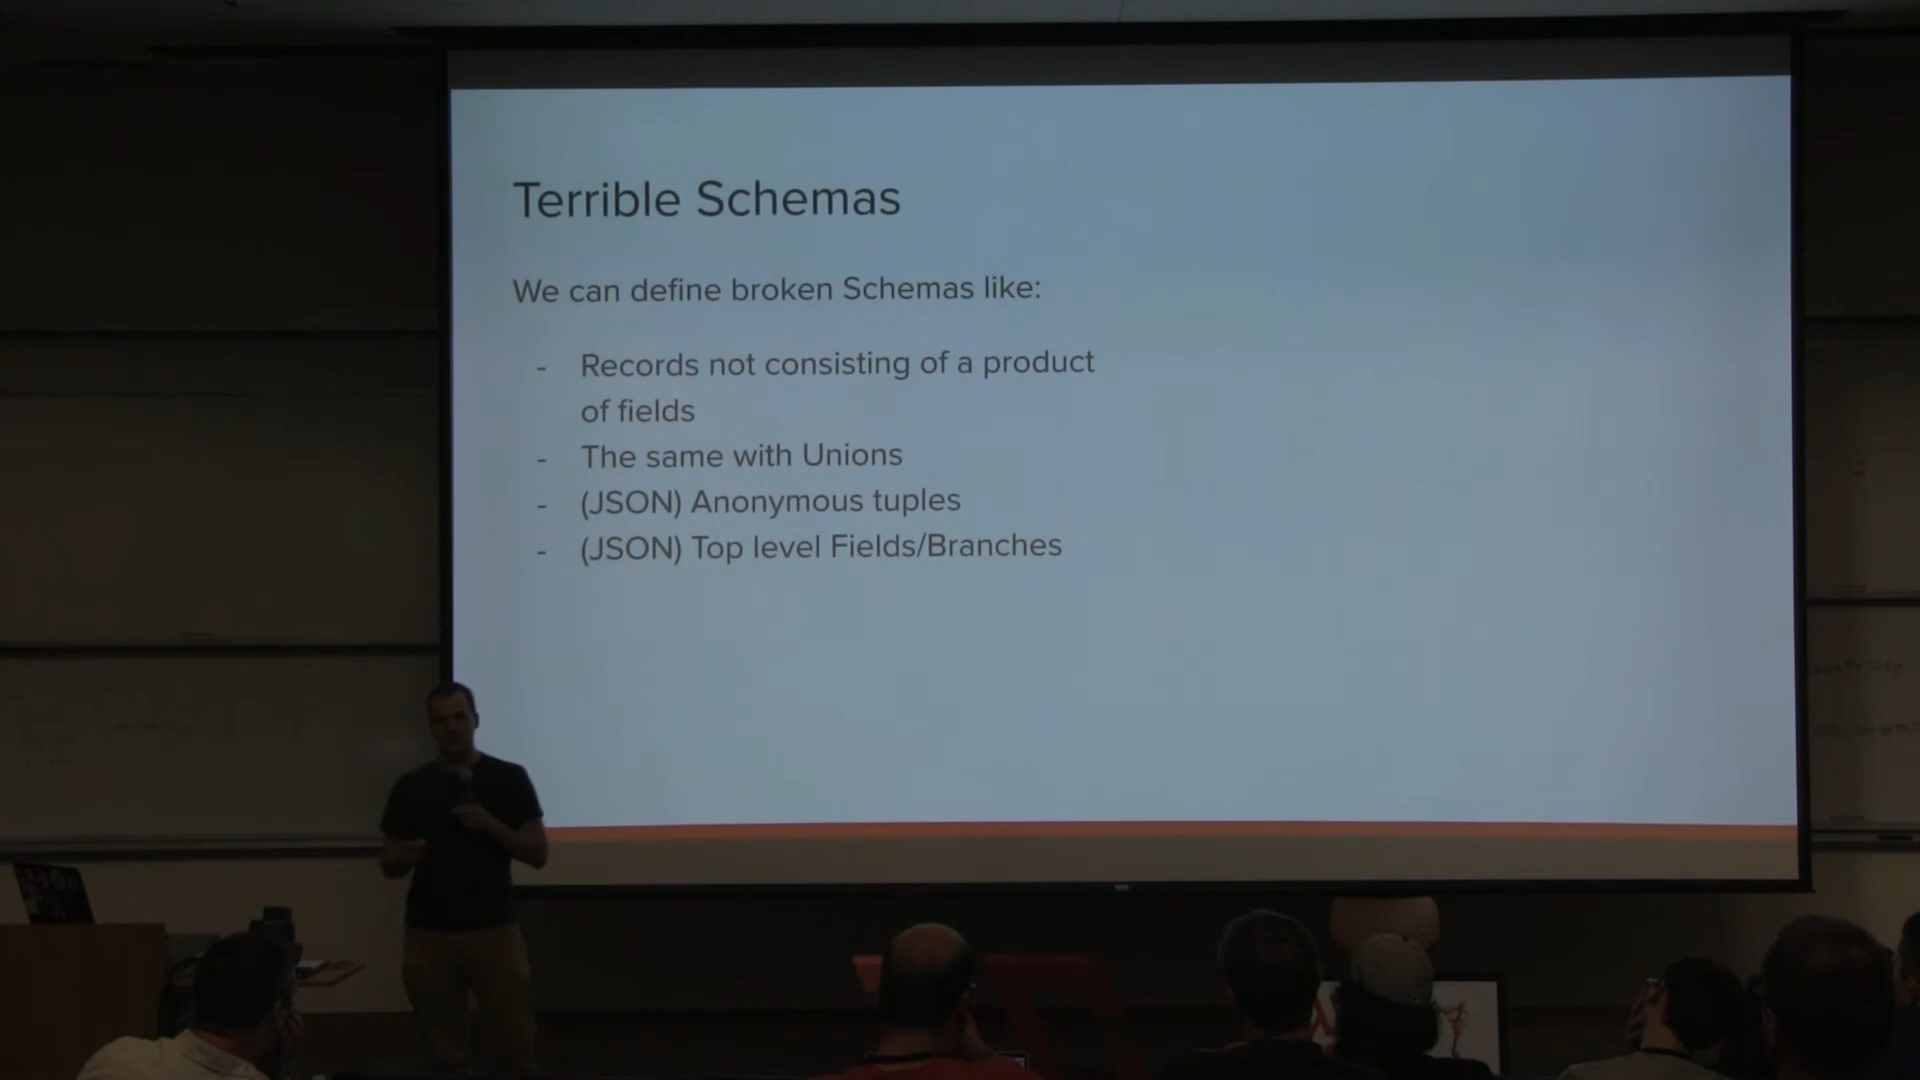 Terrible Schemas
We can define broken Schemas like:
- Records not consisting of a product
of fields
- The same with Unions
- (JSON) Anonymous tuples
- (JSON) Top level Fields/Branches